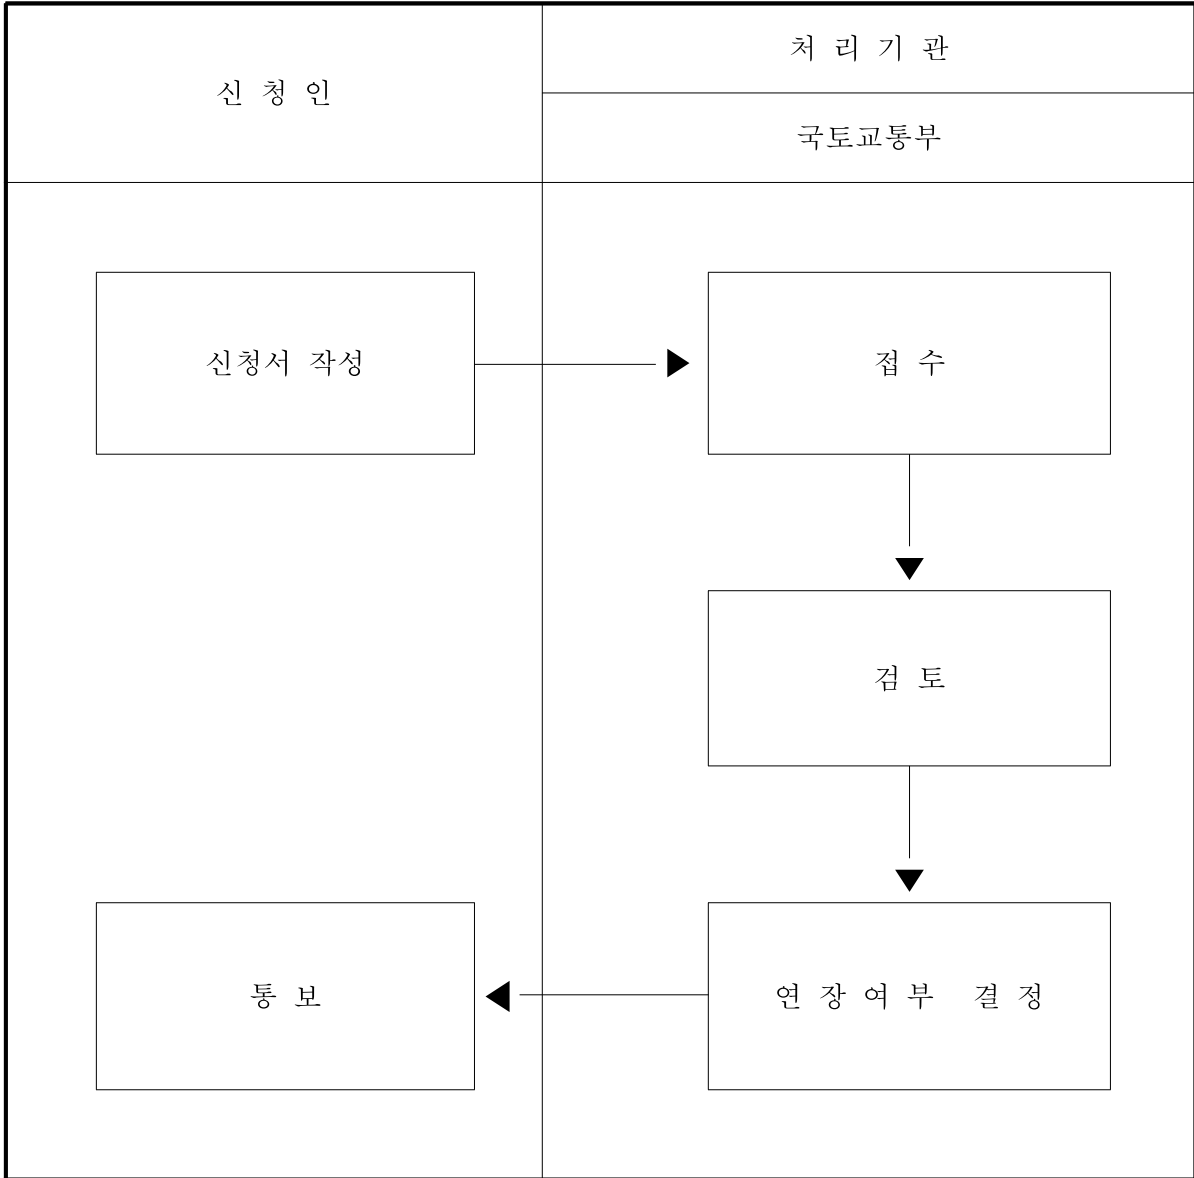 신 청 인
처 리 기 관
국토교통부
신청서 작성
접 수
검 토
연 장 여 부 결 정
통 보